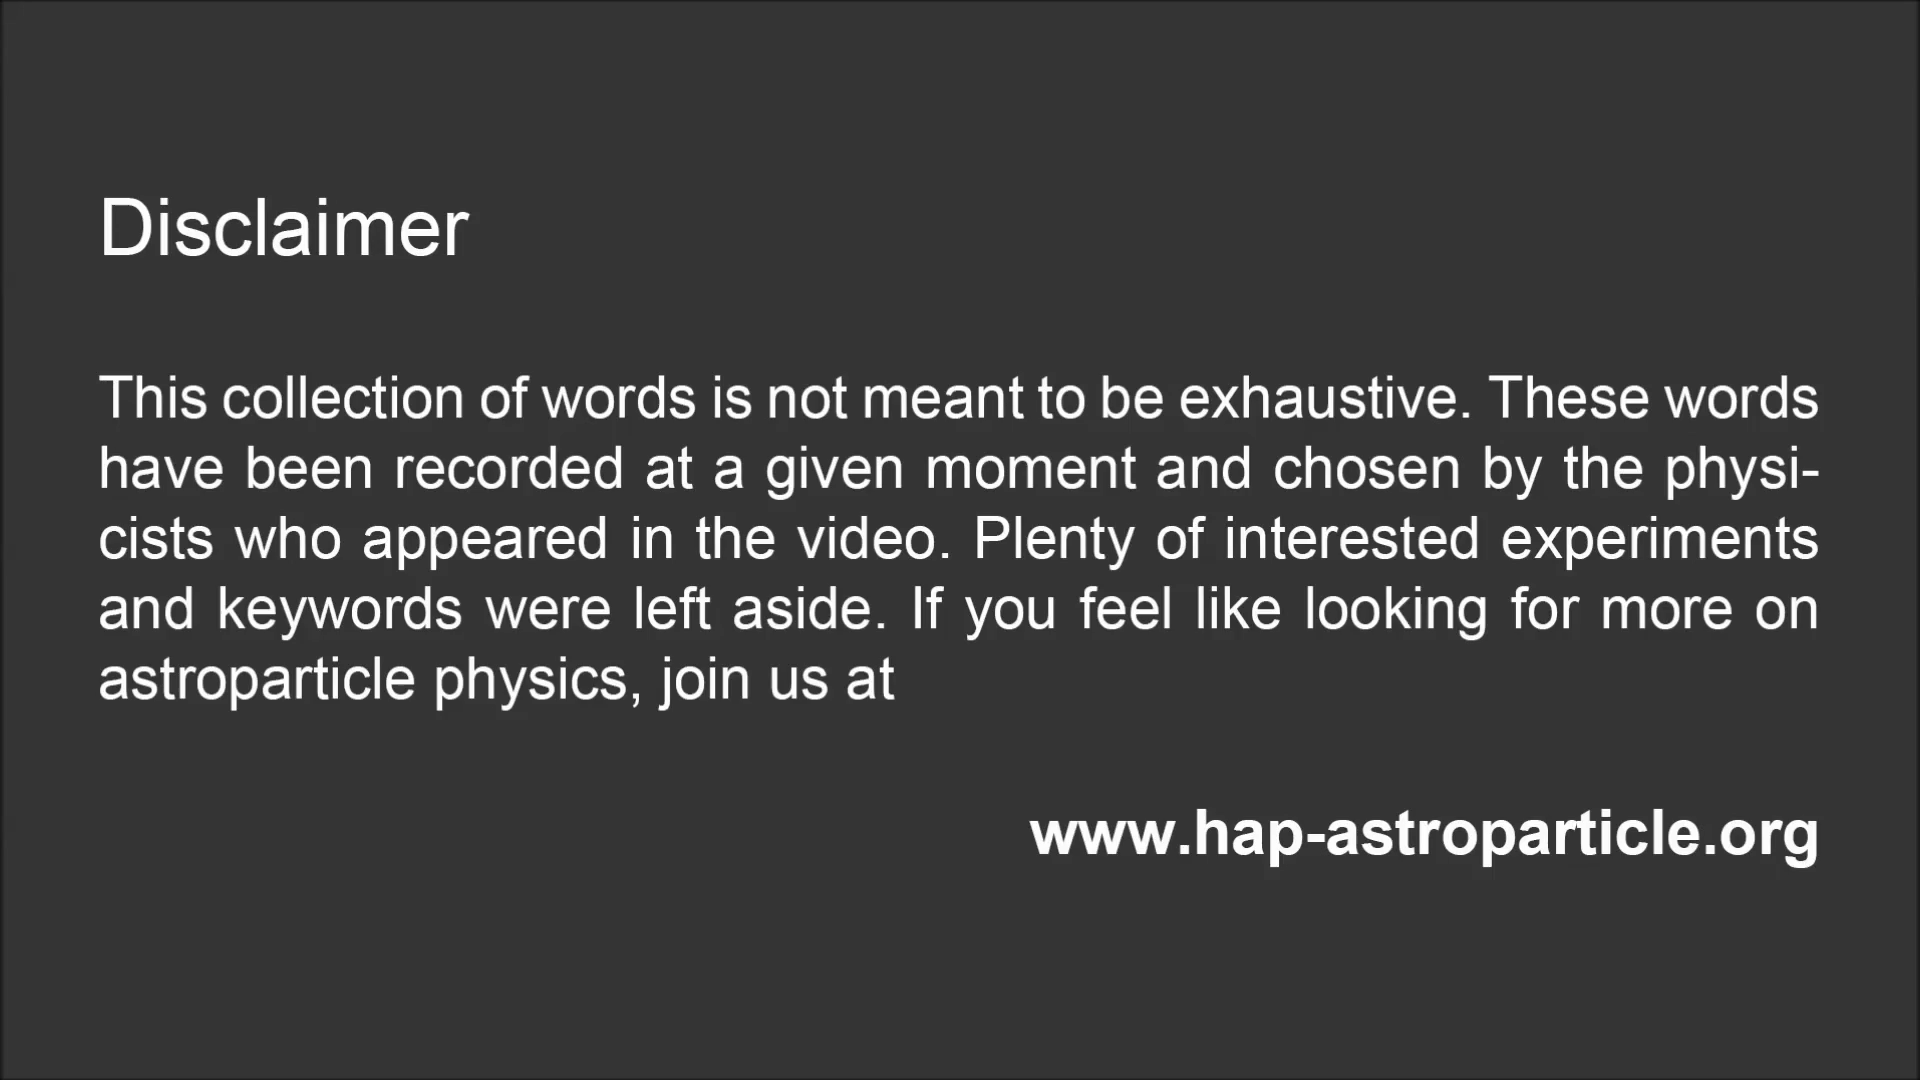 Disclaimer
This collection of words is not meant to be exhaustive. These words
have been recorded at a given moment and chosen by the physi-
cists who appeared in the video. Plenty of interested experiments
and keywords were left aside. If you feel like looking for more on
astroparticle physics, join us at
www.hap-astroparticle.org